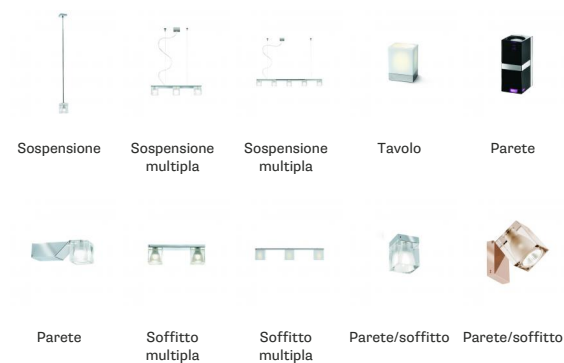 Sospensione
Sospensione
multipla
Sospensione
multipla
Tavolo
Parete
Parete
Soffitto
multipla
Soffitto
multipla
Parete/soffitto
Parete/soffitto